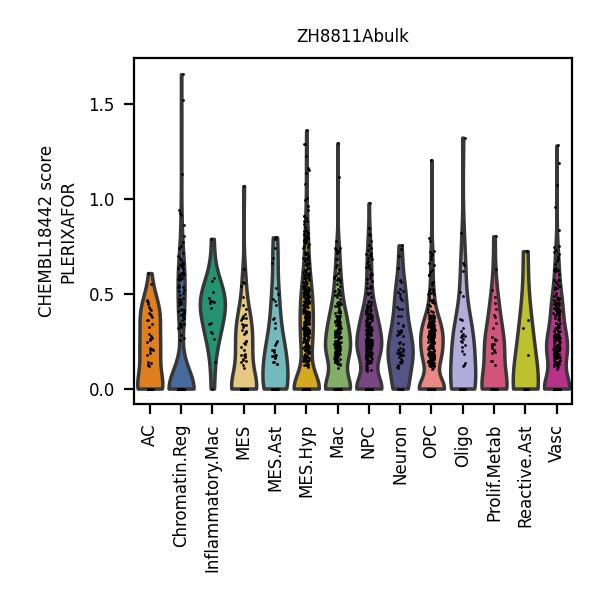 ZH8811Abulk
CHEMBL18442 score
PLERIXAFOR
1.5
1.0
0.5
0.0
AC
Chromatin.Reg
Inflammatory.Mac
MES
MES.Ast
MES.Hyp
Mac
NPC
Neuron
OPC
Oligo
Prolif.Metab
Reactive.Ast
Vasc